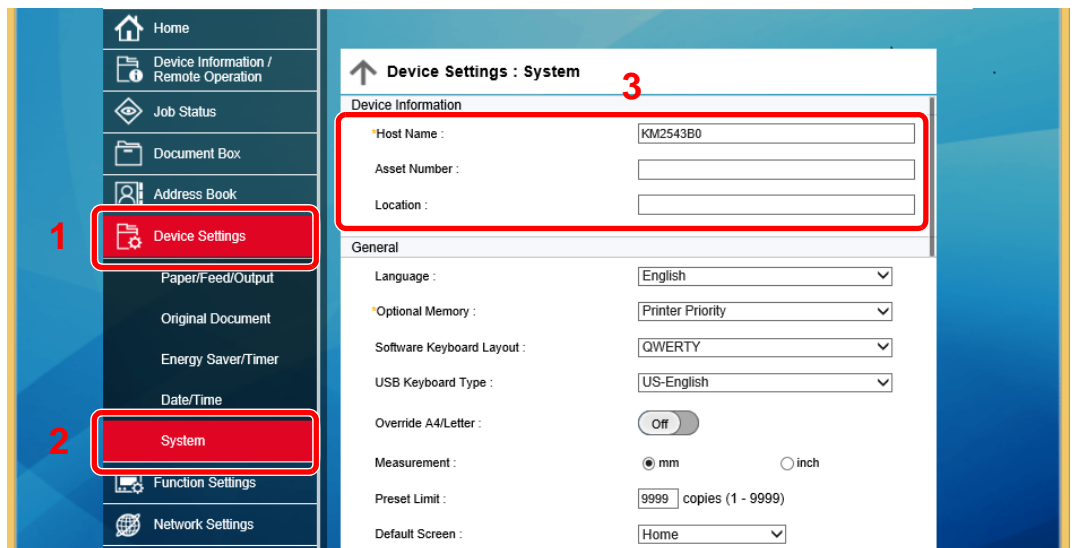 Home
Device Information /
Remote Operation
Job Status
Document Box
Address Book
1
Device Settings
Paper/Feed/Output
Original Document
Energy Saver/Timer
Date/Time
2
System
Function Settings
Network Settings
Device Settings : System
3
Device Information
*Host Name : KM2543B0
Asset Number :
Location :
General
Language : English
*Optional Memory : Printer Priority
Software Keyboard Layout : QWERTY
USB Keyboard Type : US-English
Override A4/Letter : Off
Measurement : mm inch
Preset Limit : 9999 copies (1 - 9999)
Default Screen : Home